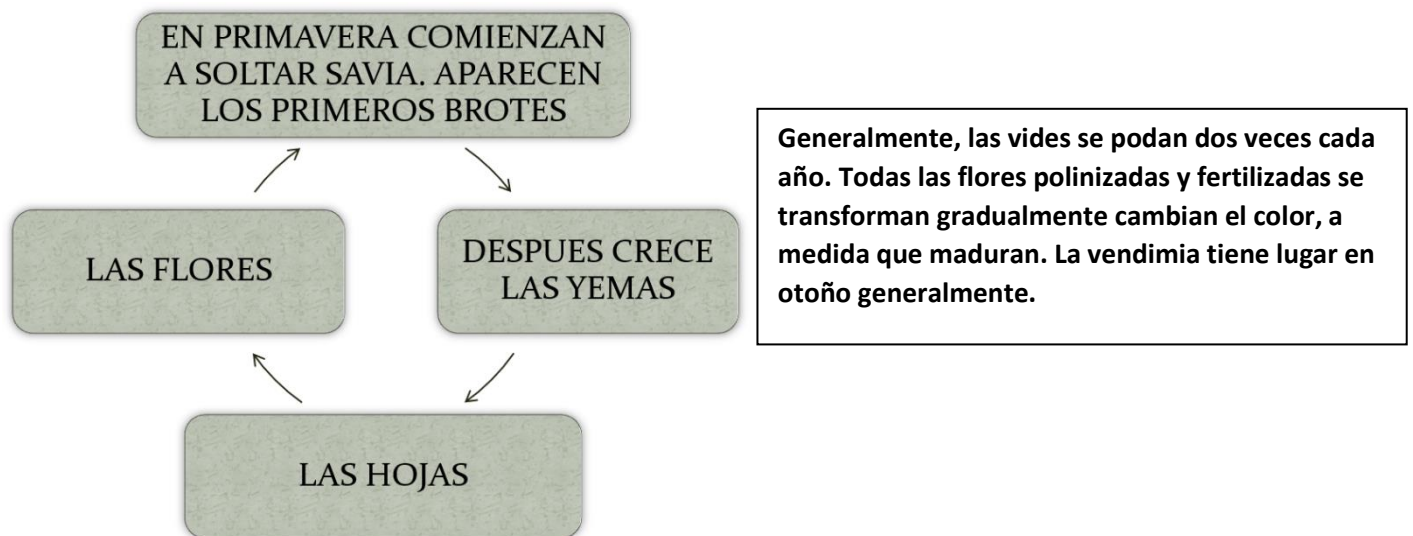 EN PRIMAVERA COMIENZAN
A SOLTAR SAVIA. APARECEN
LOS PRIMEROS BROTES
DESPUES CRECE
LAS YEMAS
LAS HOJAS
LAS FLORES
Generalmente, las vides se podan dos veces cada
año. Todas las flores polinizadas y fertilizadas se
transforman gradualmente cambian el color, a
medida que maduran. La vendimia tiene lugar en
otoño generalmente.